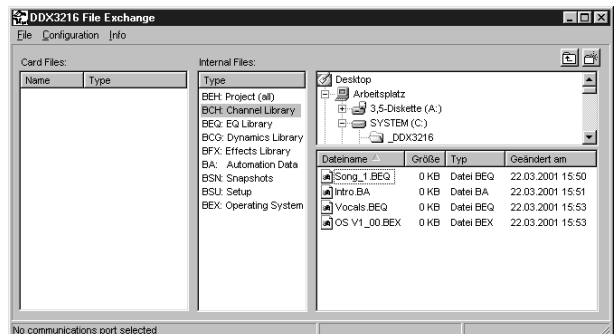 DDX3216 File Exchange
File Configuration Info
Card Files:
Name Type
Internal Files:
Type
BEH: Project (all)
BCH: Channel Library
BEQ: EQ Library
BCG: Dynamics Library
BFX: Effects Library
BA: Automation Data
BSN: Snapshots
BSU: Setup
BEX: Operating System
Desktop
Arbeitsplatz
3,5-Diskette (A:)
SYSTEM (C:)
_DDX3216
Dateiname Größe Typ Geändert am
Song_1.BEQ 0 KB Datei BEQ 22.03.2001 15:50
Intro.BA 0 KB Datei BA 22.03.2001 15:51
Vocals.BEQ 0 KB Datei BEQ 22.03.2001 15:53
OS V1_00.BEX 0 KB Datei BEX 22.03.2001 15:53
No communications port selected